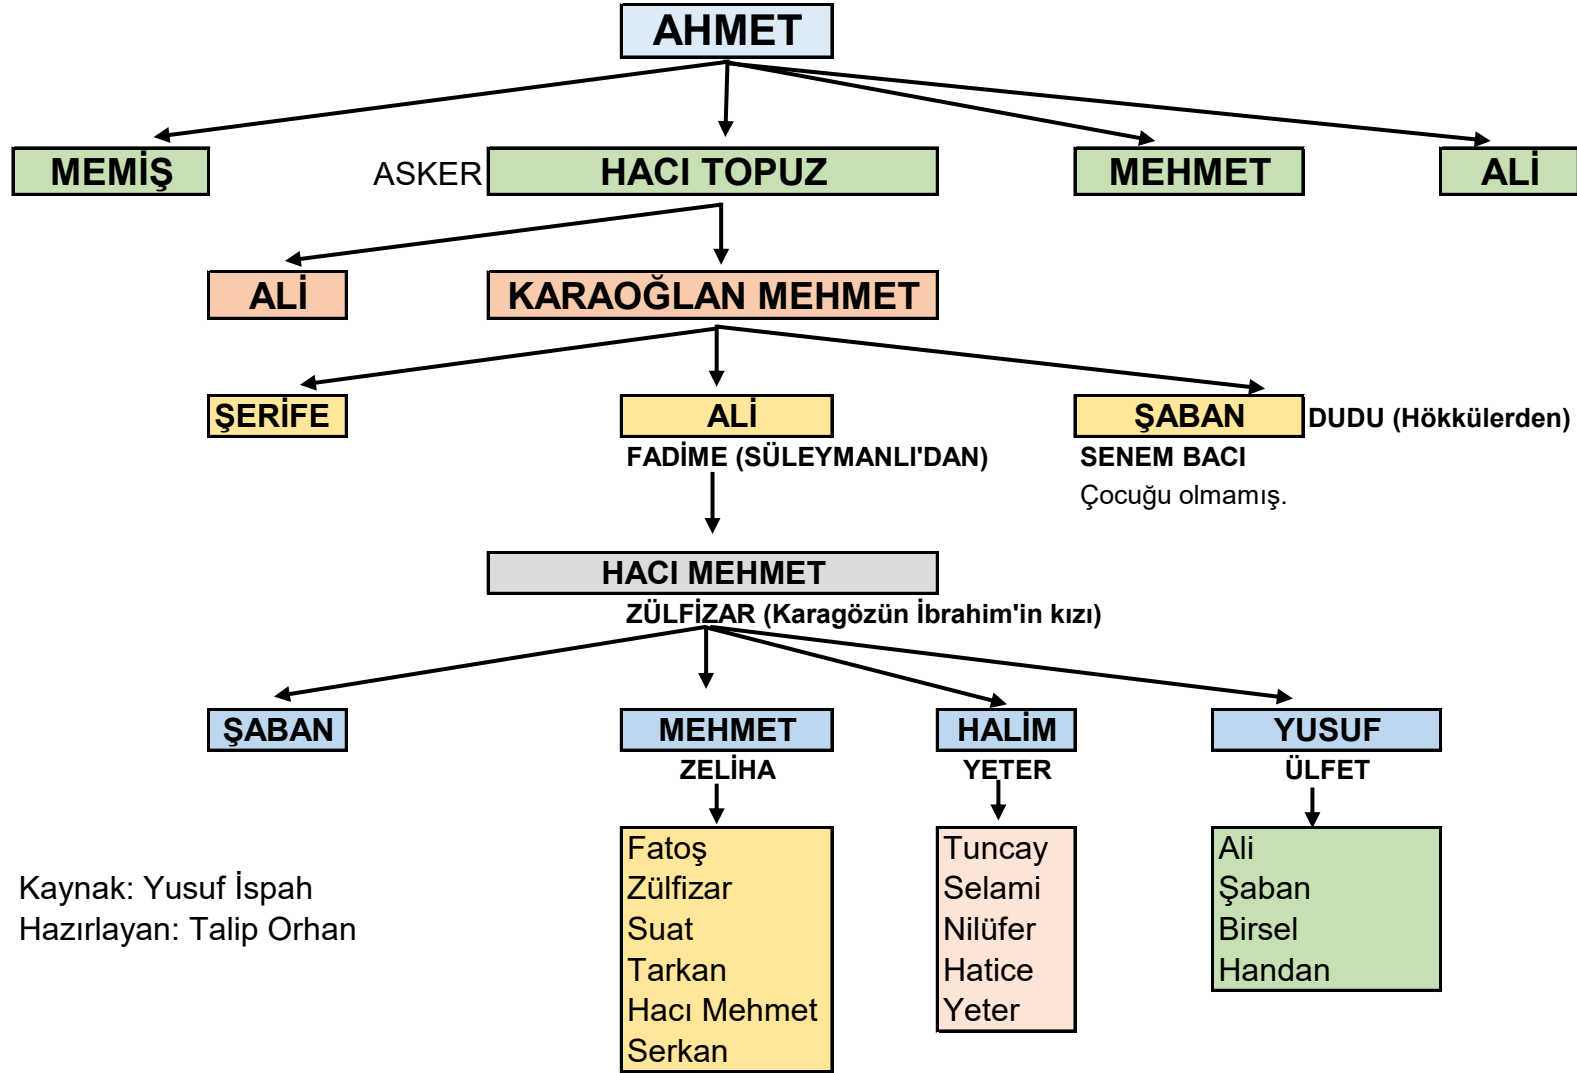 AHMET
MEMİŞ
ASKER
HACI TOPUZ
MEHMET
ALİ
ALİ
KARAOĞLAN MEHMET
ŞERİFE
ALİ
ŞABAN
DUDU (Hökkülerden)
FADİME (SÜLEYMANLI'DAN)
SENEM BACI
Çocuğu olmamış.
HACI MEHMET
ZÜLFİZAR (Karagözün İbrahim'in kızı)
ŞABAN
MEHMET
HALİM
YUSUF
ZELİHA
YETER
ÜLFET
Fatoş
Zülfizar
Suat
Tarkan
Hacı Mehmet
Serkan
Tuncay
Selami
Nilüfer
Hatice
Yeter
Ali
Şaban
Birsel
Handan
Kaynak: Yusuf İspah
Hazırlayan: Talip Orhan